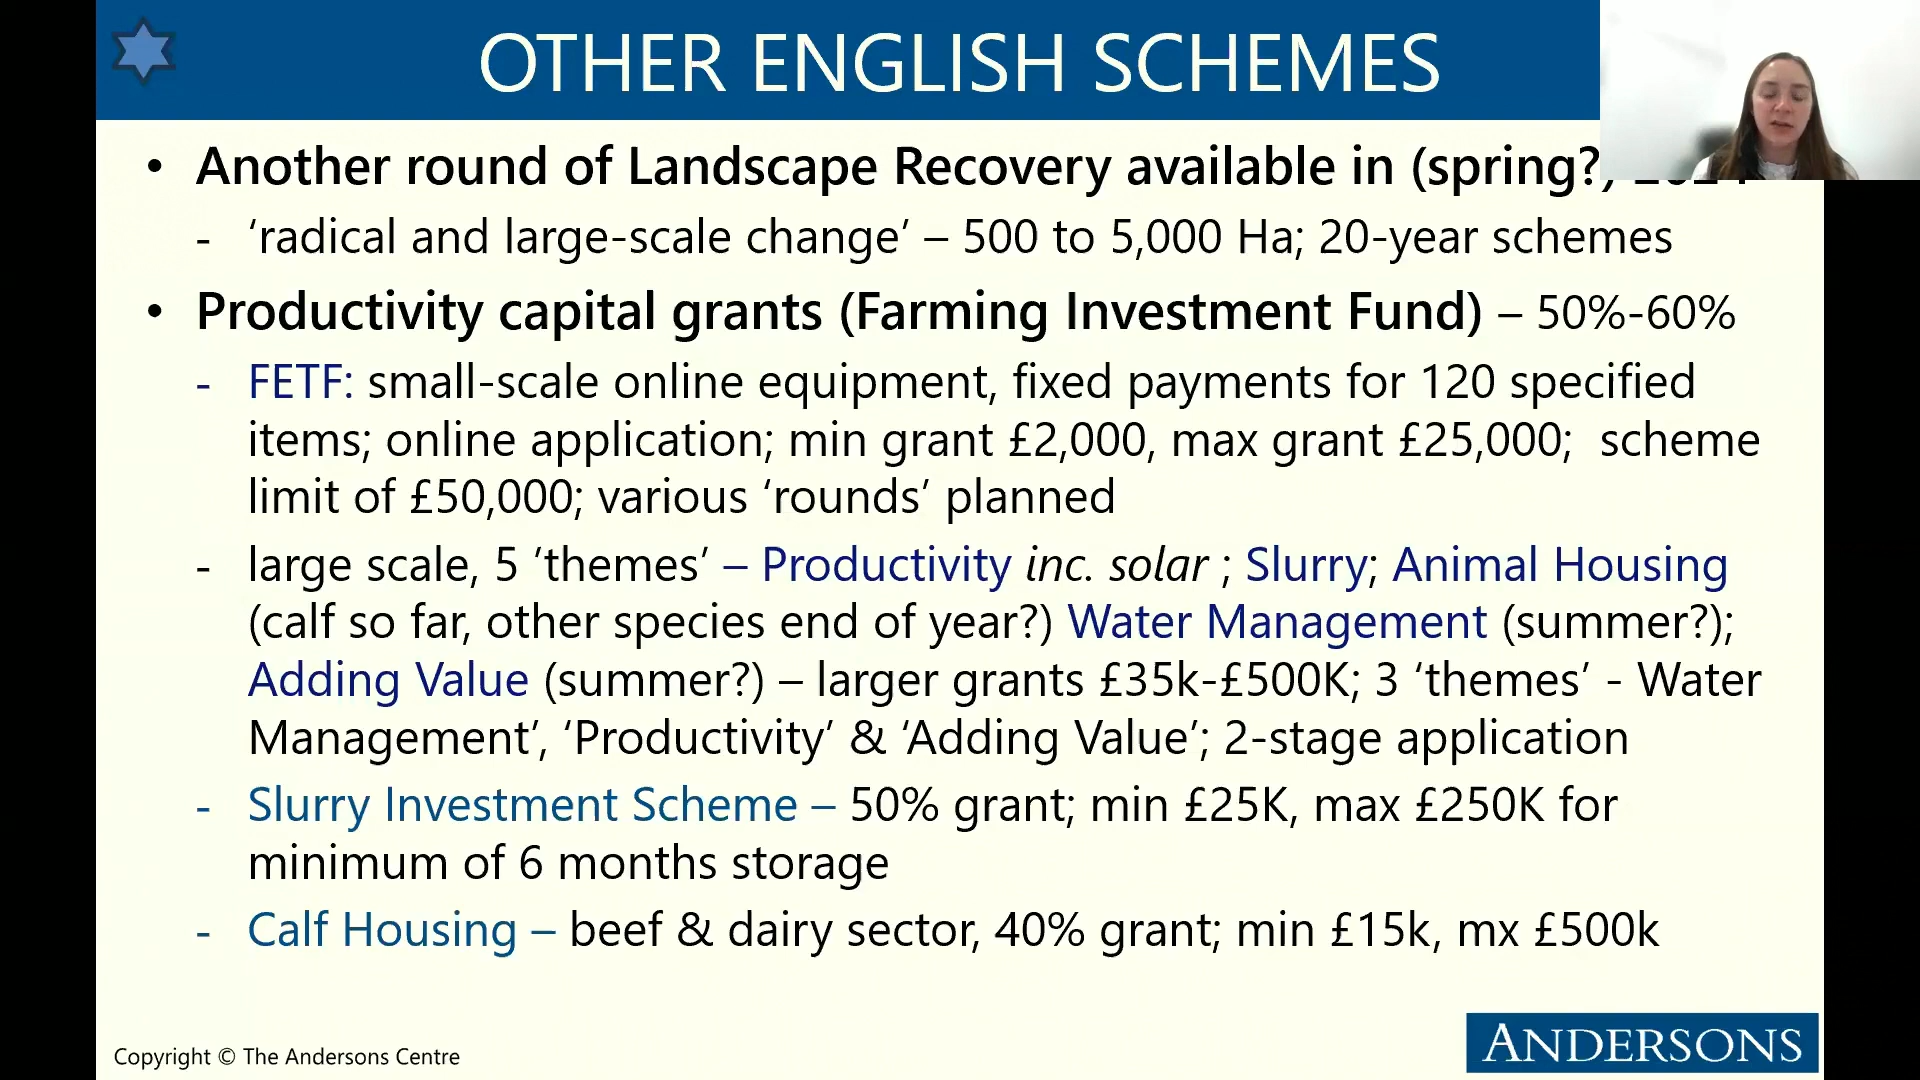 OTHER ENGLISH SCHEMES
• Another round of Landscape Recovery available in (spring?)
- ‘radical and large-scale change’ – 500 to 5,000 Ha; 20-year schemes
• Productivity capital grants (Farming Investment Fund) – 50%-60%
- FETF: small-scale online equipment, fixed payments for 120 specified
items; online application; min grant £2,000, max grant £25,000; scheme
limit of £50,000; various ‘rounds’ planned
- large scale, 5 ‘themes’ – Productivity inc. solar ; Slurry; Animal Housing
(calf so far, other species end of year?) Water Management (summer?);
Adding Value (summer?) – larger grants £35k-£500K; 3 ‘themes’ - Water
Management’, ‘Productivity’ & ‘Adding Value’; 2-stage application
- Slurry Investment Scheme – 50% grant; min £25K, max £250K for
minimum of 6 months storage
- Calf Housing – beef & dairy sector, 40% grant; min £15k, mx £500k
Copyright © The Andersons Centre
ANDERSONS